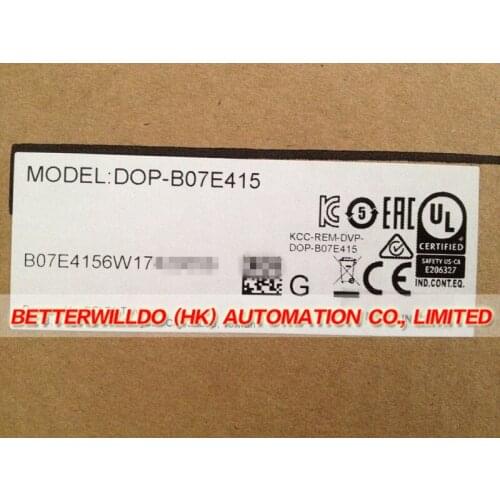 MODEL:DOP-B07E415
KCC-REM-DVP-
DOP-B07E415
B07E4156W17
G
5
EAC
UL
CERTIFIED
SAFETY US-CA
E206327
IND.CONT.EQ.
BETTERWILLDO (HK) AUTOMATION CO., LIMITED